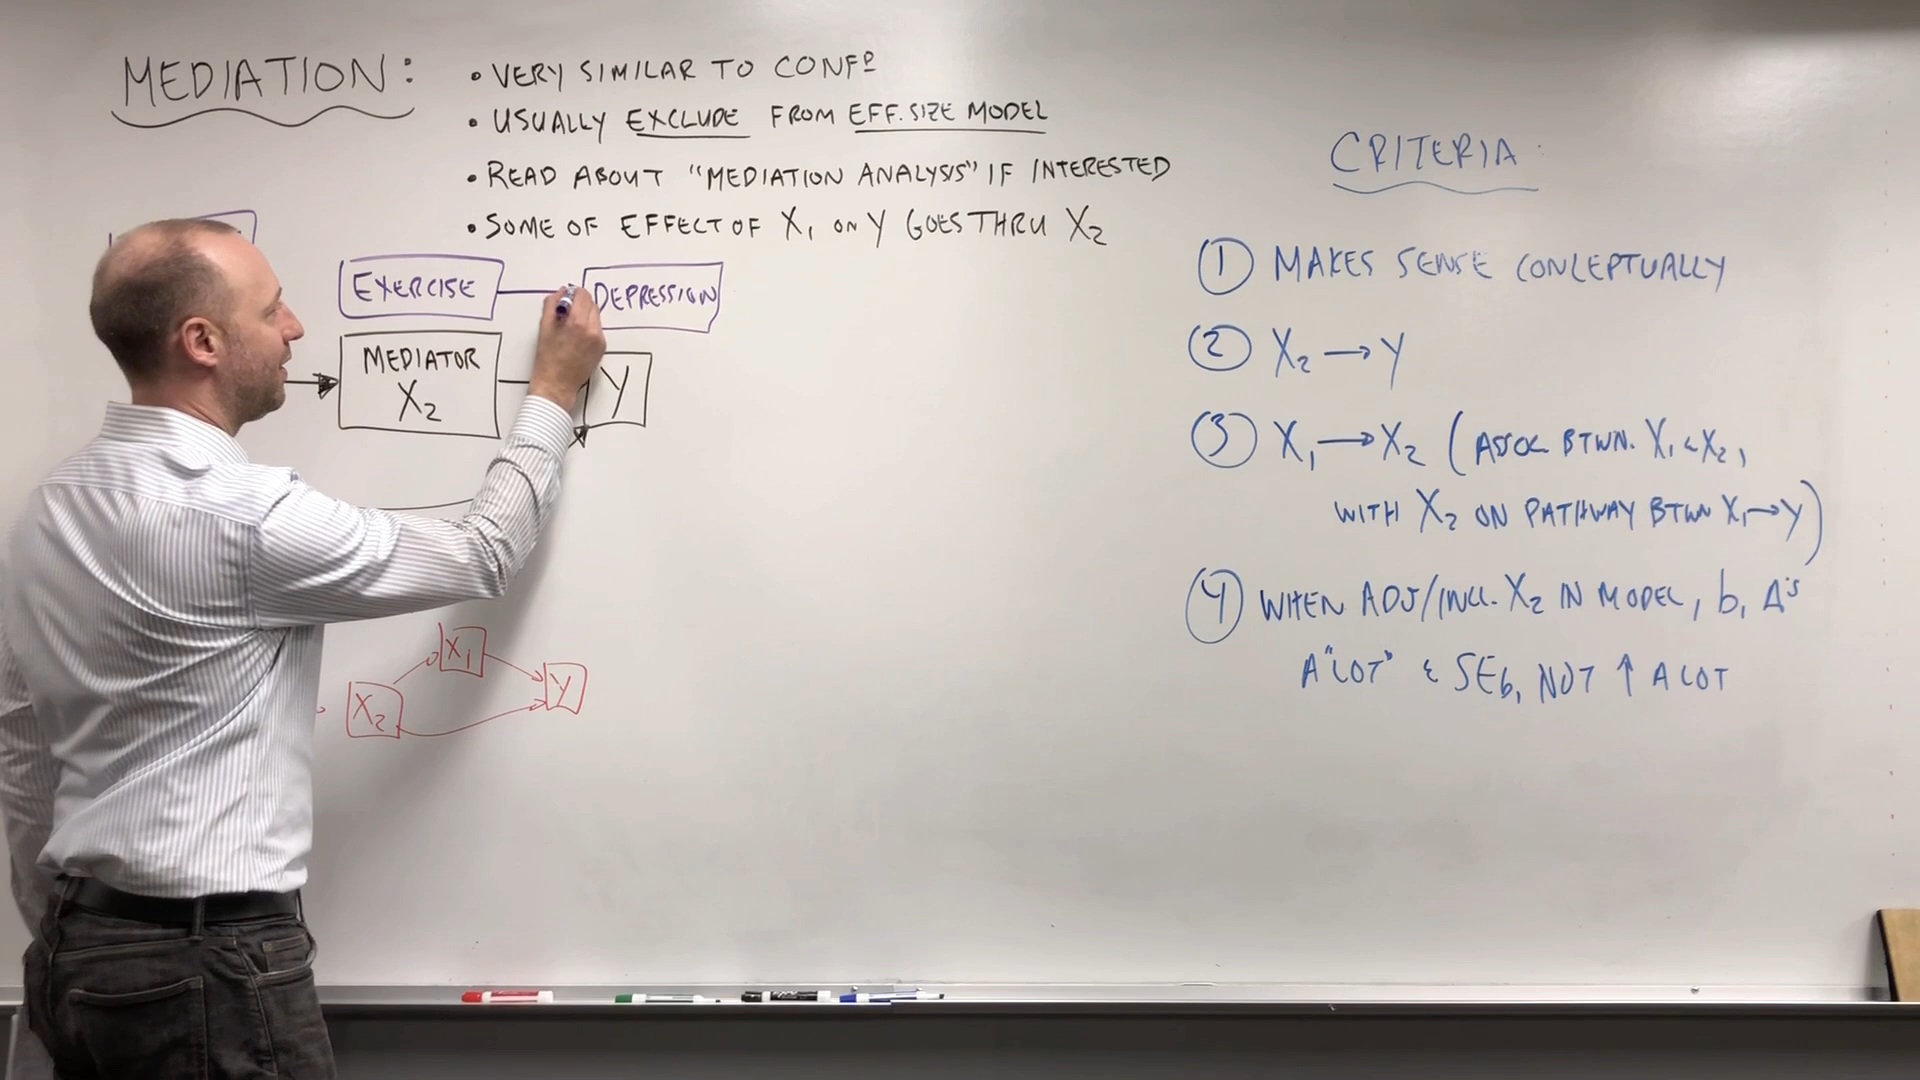 MEDIATION:
• VERY SIMILAR TO CONFº
• USUALLY EXCLUDE FROM EFF. SIZE MODEL
• READ ABOUT "MEDIATION ANALYSIS" IF INTERESTED
• SOME OF EFFECT OF X₁ ON Y GOES THRU X₂
EXERCISE
DEPRESSION
MEDIATOR
X₂
Y
X₁
X₂
Y
CRITERIA:
① MAKES SENSE CONCEPTUALLY
② X₂ → Y
③ X₁ → X₂ (ASSOC BTWN. X₁ & X₂,
WITH X₂ ON PATHWAY BTWN X₁ → Y)
④ WHEN ADJ/INCL. X₂ IN MODEL, b₁ Δ'S
A "LOT" & SEb₁ NOT ↑ A LOT